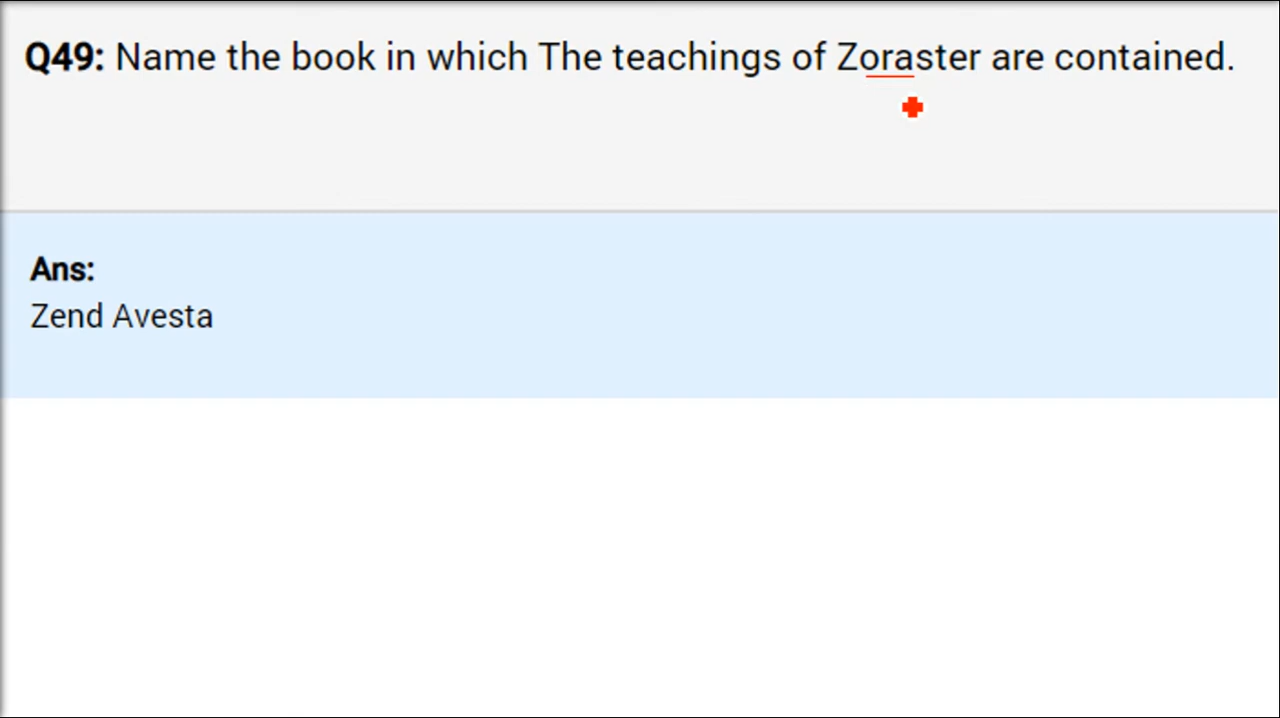 Q49: Name the book in which The teachings of Zoraster are contained.
Ans:
Zend Avesta